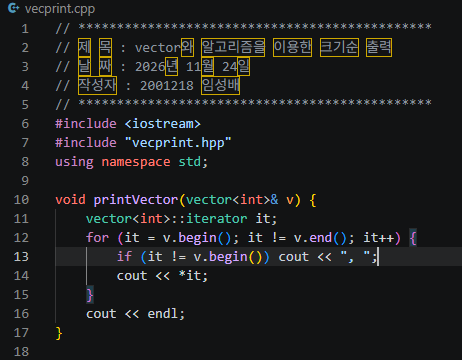 vecprint.cpp
1 // *********************************************
2 // 제 목 : vector와 알고리즘을 이용한 크기순 출력
3 // 날 짜 : 2026년 11월 24일
4 // 작성자 : 2001218 임성배
5 // *********************************************
6 #include <iostream>
7 #include "vecprint.hpp"
8 using namespace std;
9
10 void printVector(vector<int>& v) {
11     vector<int>::iterator it;
12     for (it = v.begin(); it != v.end(); it++) {
13         if (it != v.begin()) cout << ", ";
14         cout << *it;
15     }
16     cout << endl;
17 }
18